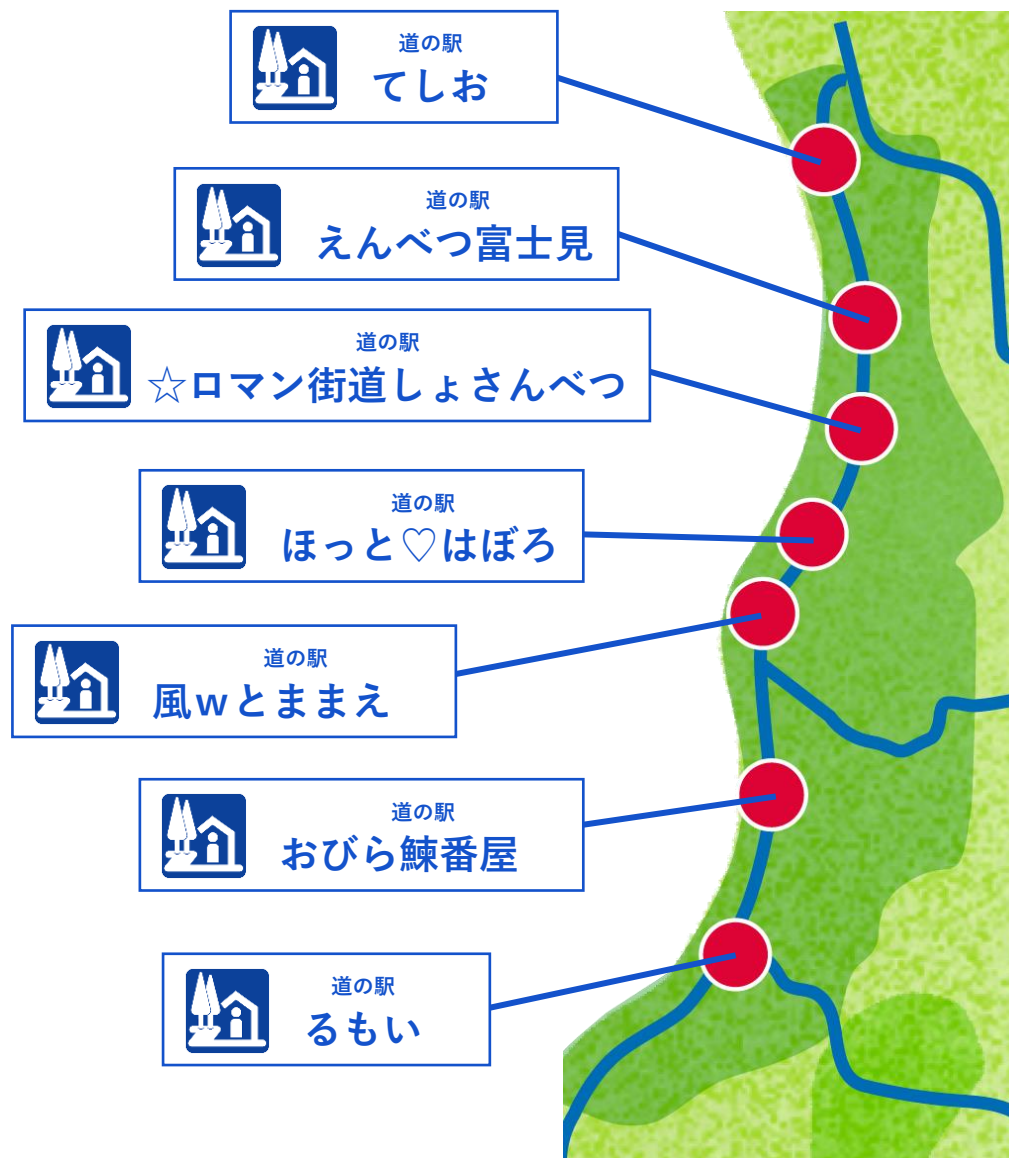 道の駅
てしお
道の駅
えんべつ富士見
道の駅
☆ロマン街道しょさんべつ
道の駅
ほっと♡はぼろ
道の駅
風wとままえ
道の駅
おびら鰊番屋
道の駅
るもい